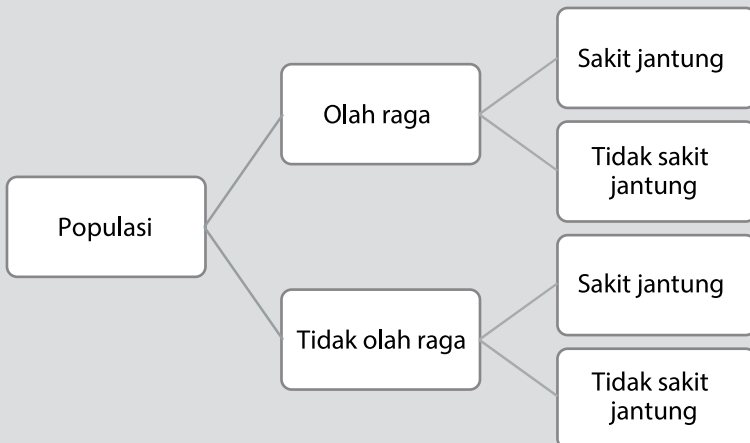 Populasi
Olah raga
Sakit jantung
Tidak sakit
jantung
Tidak olah raga
Sakit jantung
Tidak sakit
jantung